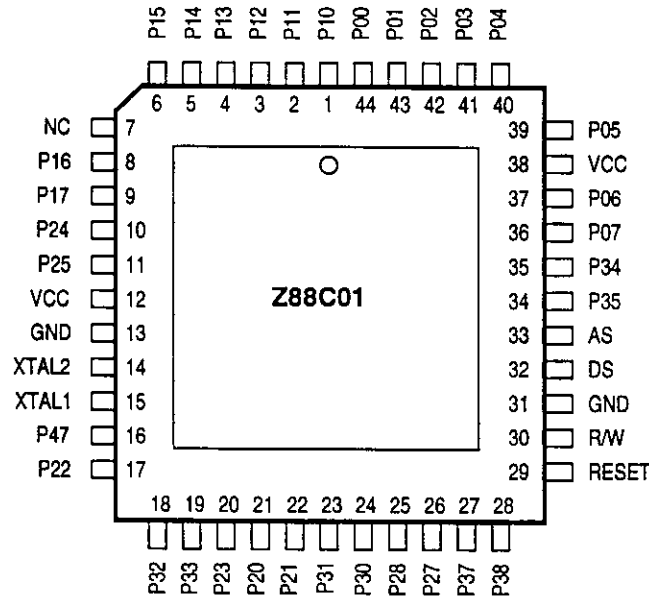 P15 P14 P13 P12 P11 P10 P00 P01 P02 P03 P04
6 5 4 3 2 1 44 43 42 41 40
NC 7 39 P05
P16 8 38 VCC
P17 9 37 P06
P24 10 36 P07
P25 11 35 P34
VCC 12 Z88C01 34 P35
GND 13 33 AS
XTAL2 14 32 DS
XTAL1 15 31 GND
P47 16 30 R/W
P22 17 29 RESET
18 19 20 21 22 23 24 25 26 27 28
P32 P33 P23 P20 P21 P31 P30 P28 P27 P37 P38